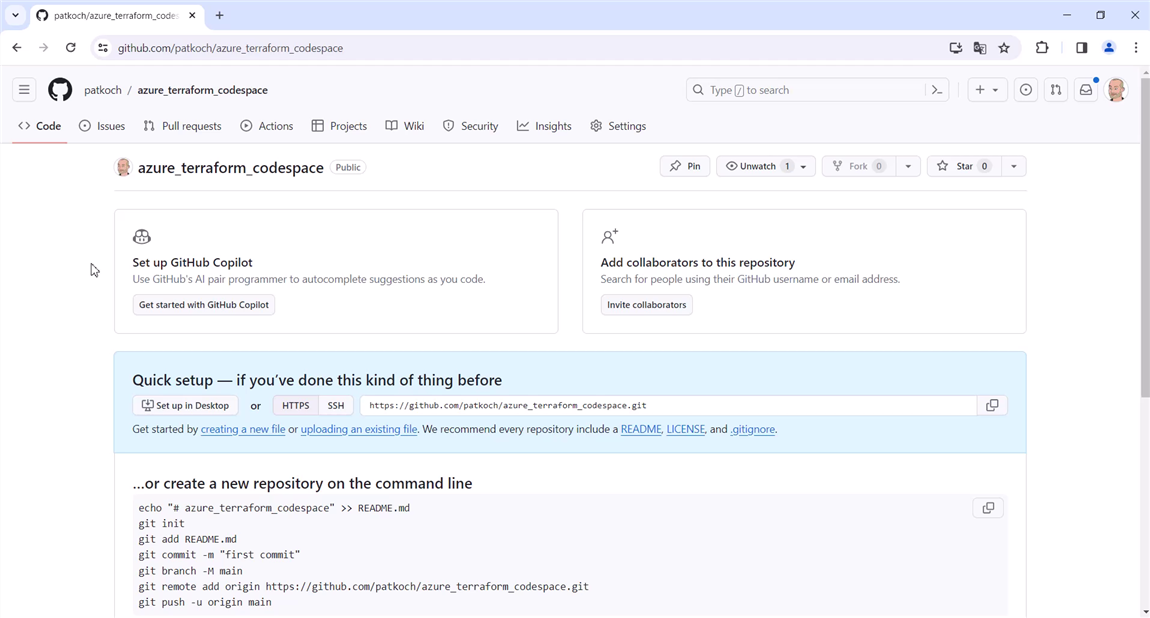 patkoch/azure_terraform_codes
github.com/patkoch/azure_terraform_codespace
patkoch / azure_terraform_codespace
Type / to search
Code Issues Pull requests Actions Projects Wiki Security Insights Settings
azure_terraform_codespace Public
Pin Unwatch 1 Fork 0 Star 0
Set up GitHub Copilot
Use GitHub's AI pair programmer to autocomplete suggestions as you code.
Get started with GitHub Copilot
Add collaborators to this repository
Search for people using their GitHub username or email address.
Invite collaborators
Quick setup — if you've done this kind of thing before
Set up in Desktop or HTTPS SSH https://github.com/patkoch/azure_terraform_codespace.git
Get started by creating a new file or uploading an existing file. We recommend every repository include a README, LICENSE, and .gitignore.
...or create a new repository on the command line
echo "# azure_terraform_codespace" >> README.md
git init
git add README.md
git commit -m "first commit"
git branch -M main
git remote add origin https://github.com/patkoch/azure_terraform_codespace.git
git push -u origin main